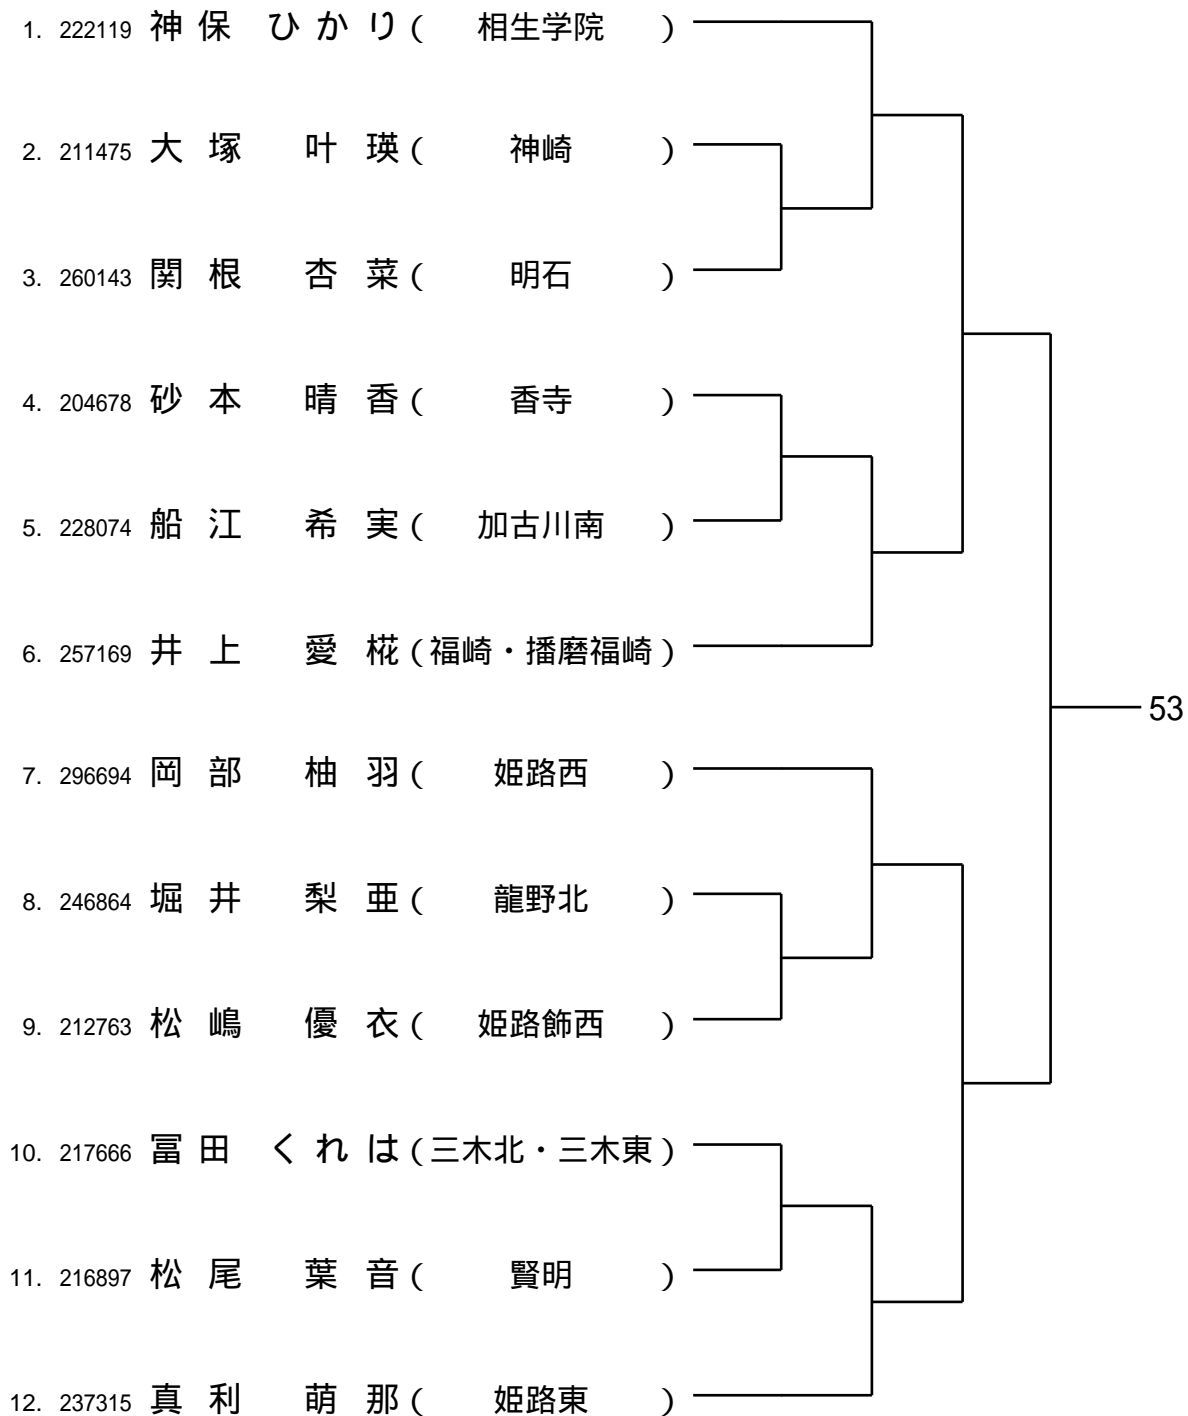 1. 222119 神保 ひかり ( 相生学院 )
2. 211475 大塚 叶瑛 ( 神崎 )
3. 260143 関根 杏菜 ( 明石 )
4. 204678 砂本 晴香 ( 香寺 )
5. 228074 船江 希実 ( 加古川南 )
6. 257169 井上 愛椛 ( 福崎・播磨福崎 )
53
7. 296694 岡部 柚羽 ( 姫路西 )
8. 246864 堀井 梨亜 ( 龍野北 )
9. 212763 松嶋 優衣 ( 姫路飾西 )
10. 217666 冨田 くれは ( 三木北・三木東 )
11. 216897 松尾 葉音 ( 賢明 )
12. 237315 真利 萌那 ( 姫路東 )